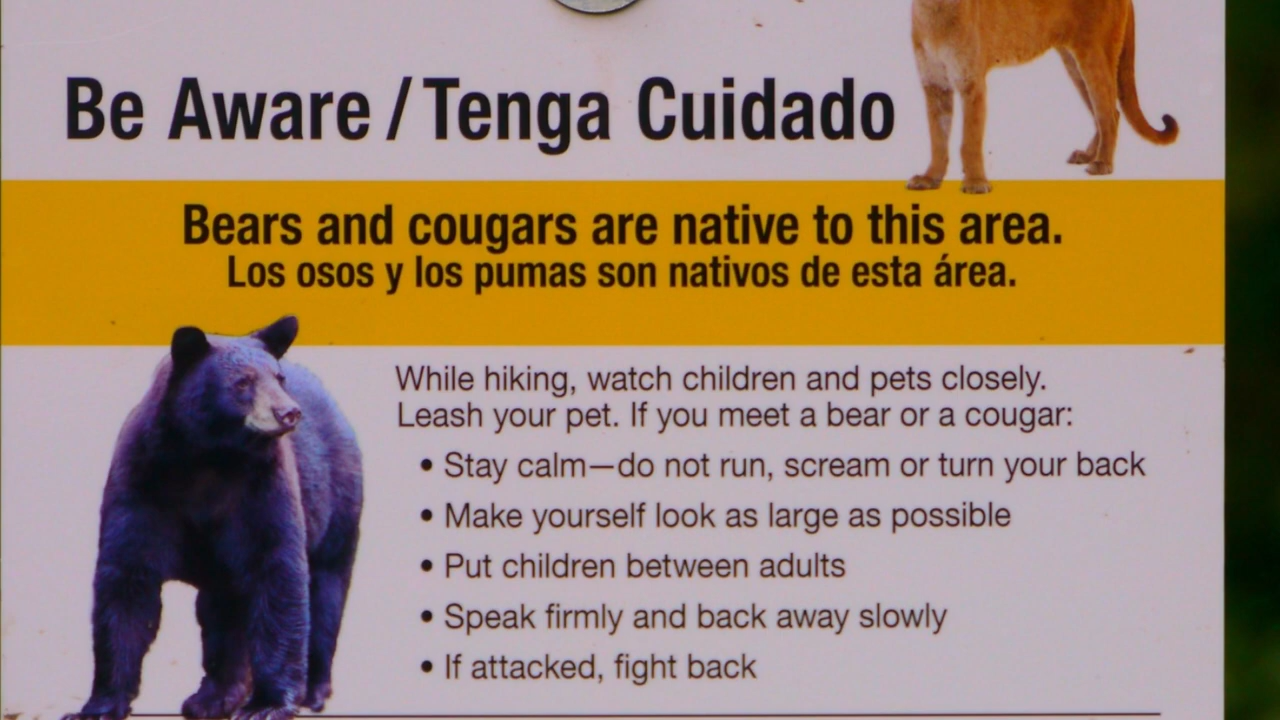 Be Aware / Tenga Cuidado
Bears and cougars are native to this area.
Los osos y los pumas son nativos de esta área.
While hiking, watch children and pets closely.
Leash your pet. If you meet a bear or a cougar:
• Stay calm—do not run, scream or turn your back
• Make yourself look as large as possible
• Put children between adults
• Speak firmly and back away slowly
• If attacked, fight back